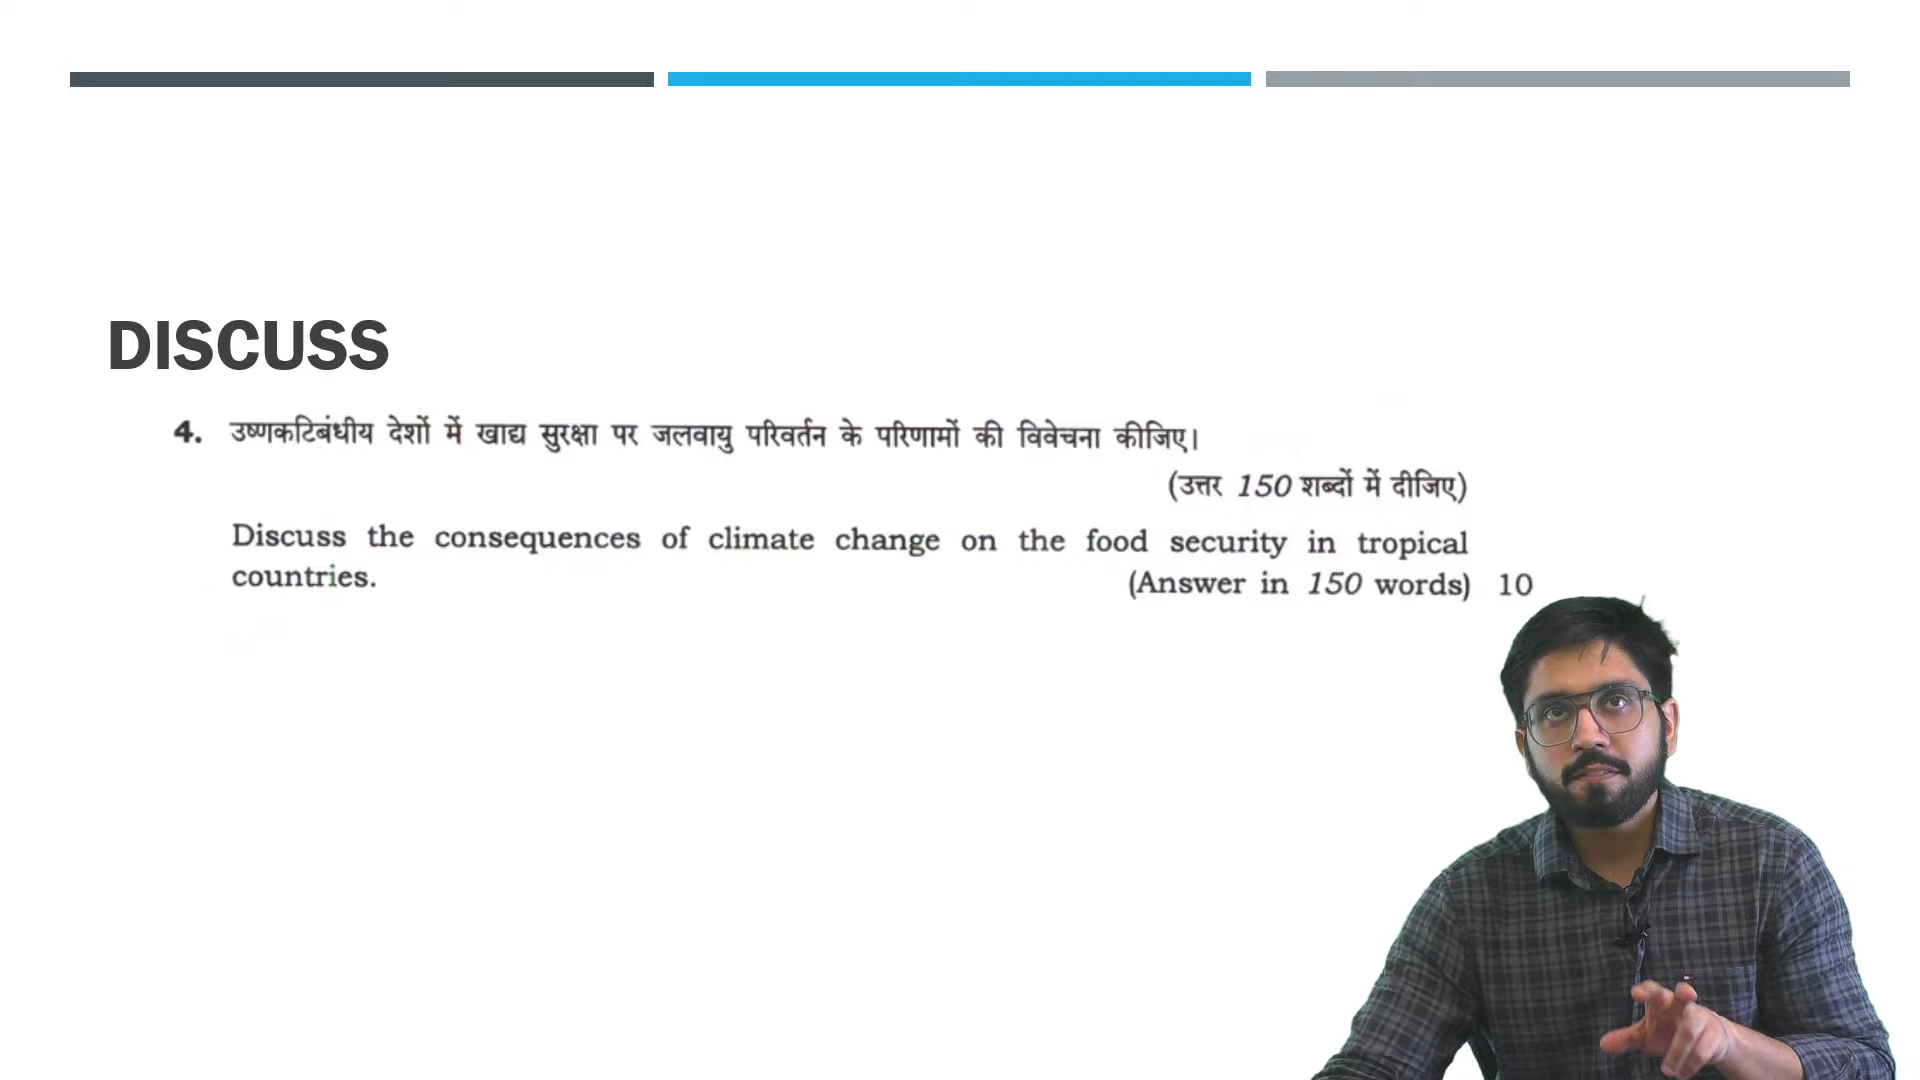 DISCUSS
4. उष्णकटिबंधीय देशों में खाद्य सुरक्षा पर जलवायु परिवर्तन के परिणामों की विवेचना कीजिए।
(उत्तर 150 शब्दों में दीजिए)
Discuss the consequences of climate change on the food security in tropical
countries. (Answer in 150 words) 10